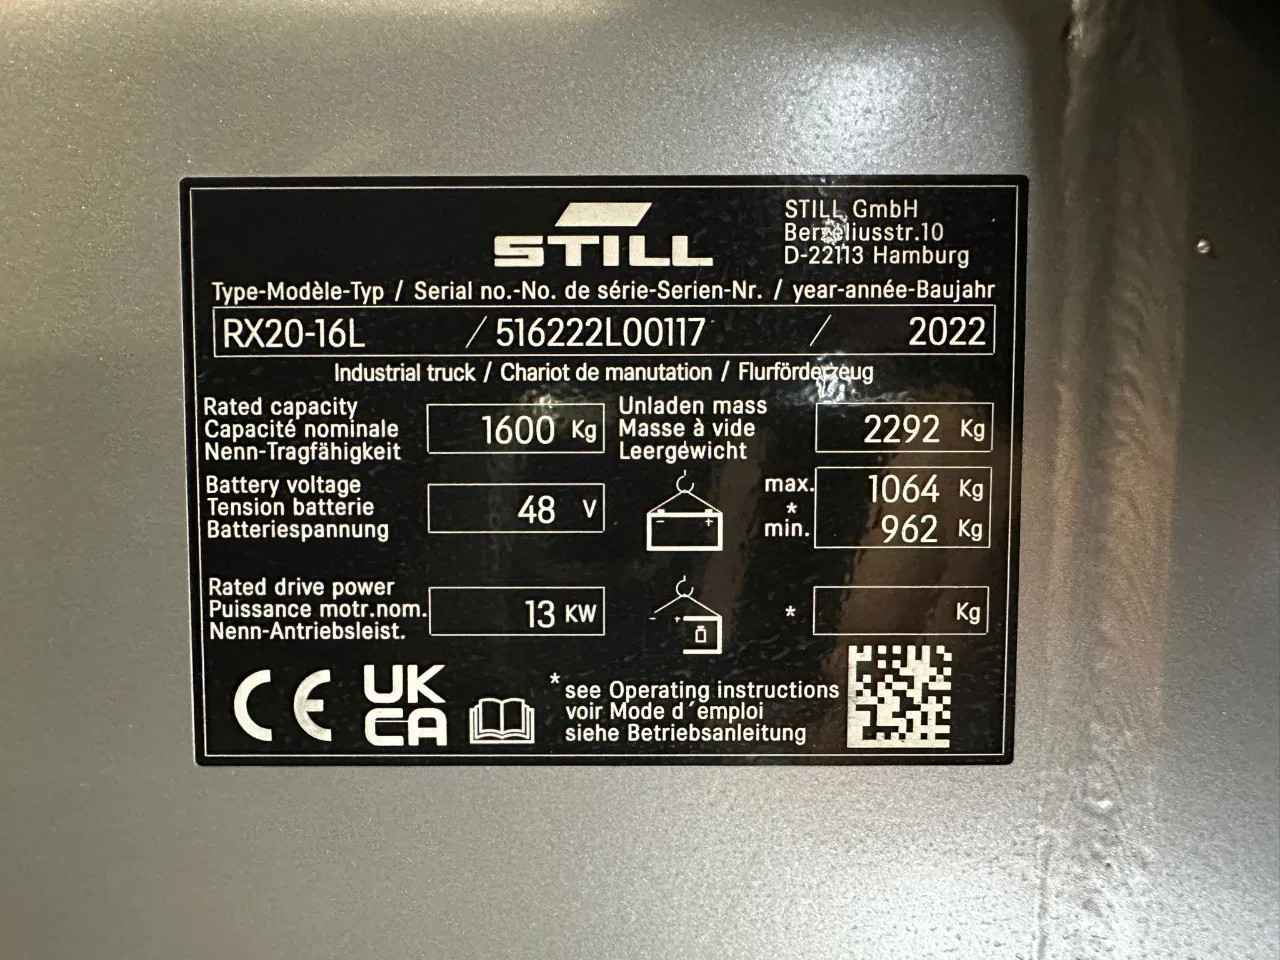 STILL
STILL GmbH
Berzeliusstr.10
D-22113 Hamburg
Type-Modèle-Typ / Serial no.-No. de série-Serien-Nr. / year-année-Baujahr
RX20-16L / 516222L00117 / 2022
Industrial truck / Chariot de manutation / Flurförderzeug
Rated capacity
Capacité nominale
Nenn-Tragfähigkeit
1600 Kg
Unladen mass
Masse à vide
Leergewicht
2292 Kg
Battery voltage
Tension batterie
Batteriespannung
48 V
- +
max. 1064 Kg
*
min. 962 Kg
Rated drive power
Puissance motr.nom.
Nenn-Antriebsleist.
13 KW
- +
* Kg
CE
UK
CA
*see Operating instructions
voir Mode d´emploi
siehe Betriebsanleitung